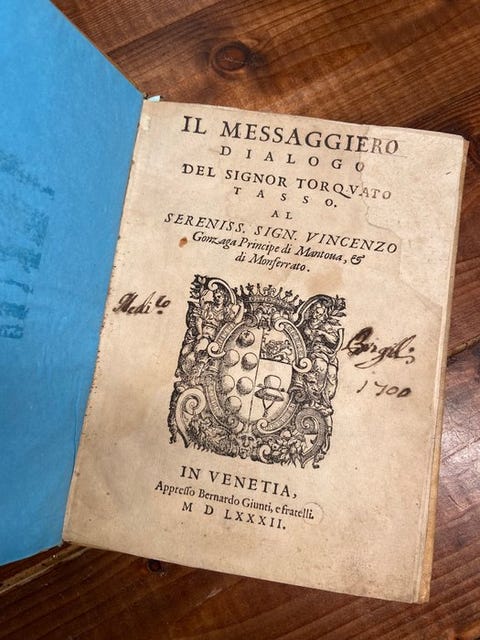 IL MESSAGGIERO
DIALOGO
DEL SIGNOR TORQVATO
TASSO.
AL
SERENISS. SIGN. VINCENZO
Gonzaga Principe di Mantoua, &
di Monferrato.
1700
IN VENETIA,
Appreſſo Bernardo Giunti, e fratelli.
M D LXXXII.